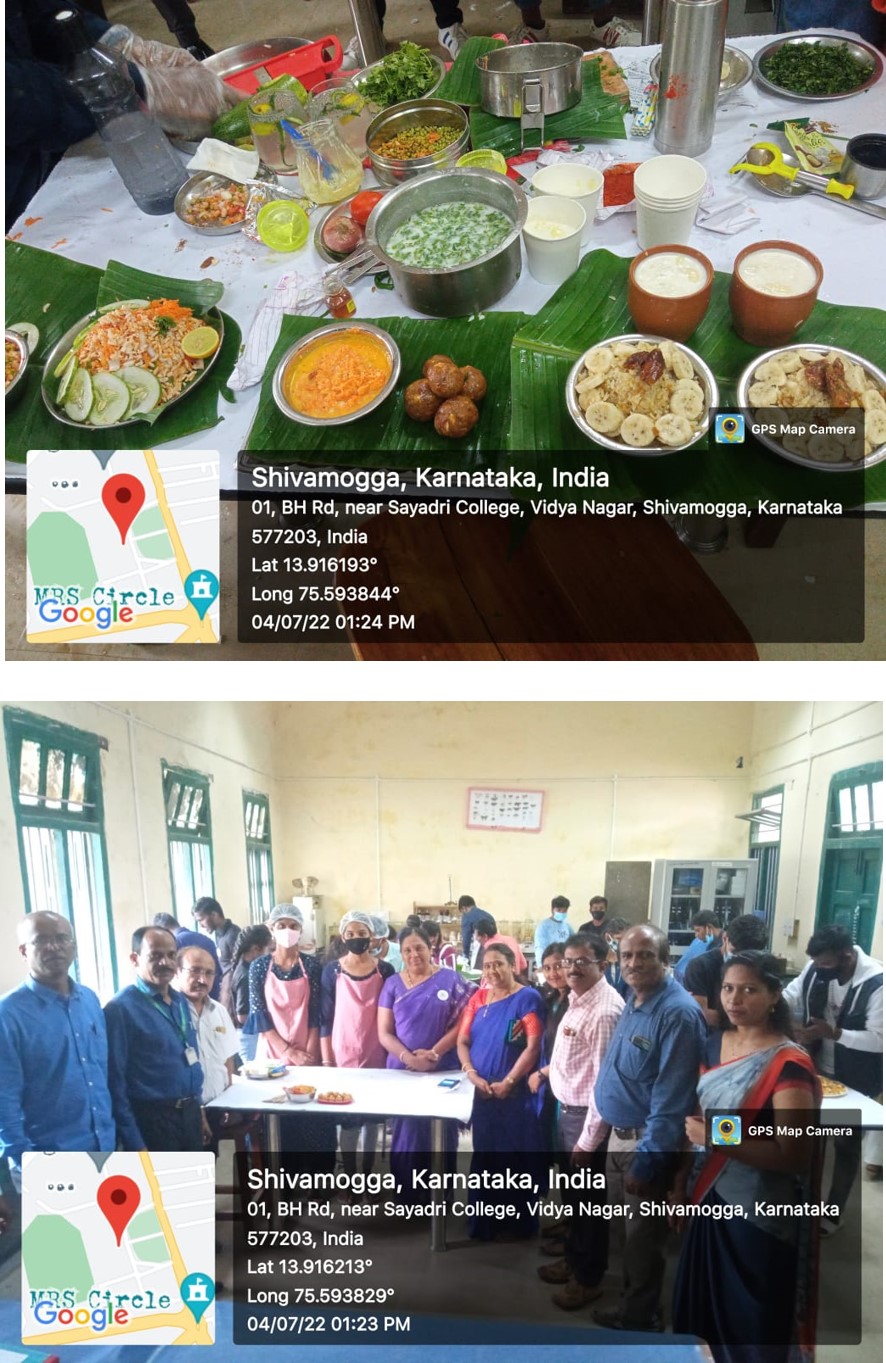 GPS Map Camera
Shivamogga, Karnataka, India
01, BH Rd, near Sayadri College, Vidya Nagar, Shivamogga, Karnataka
577203, India
Lat 13.916193°
Long 75.593844°
04/07/22 01:24 PM
MRS Circle
Google
GPS Map Camera
Shivamogga, Karnataka, India
01, BH Rd, near Sayadri College, Vidya Nagar, Shivamogga, Karnataka
577203, India
Lat 13.916213°
Long 75.593829°
04/07/22 01:23 PM
MRS Circle
Google